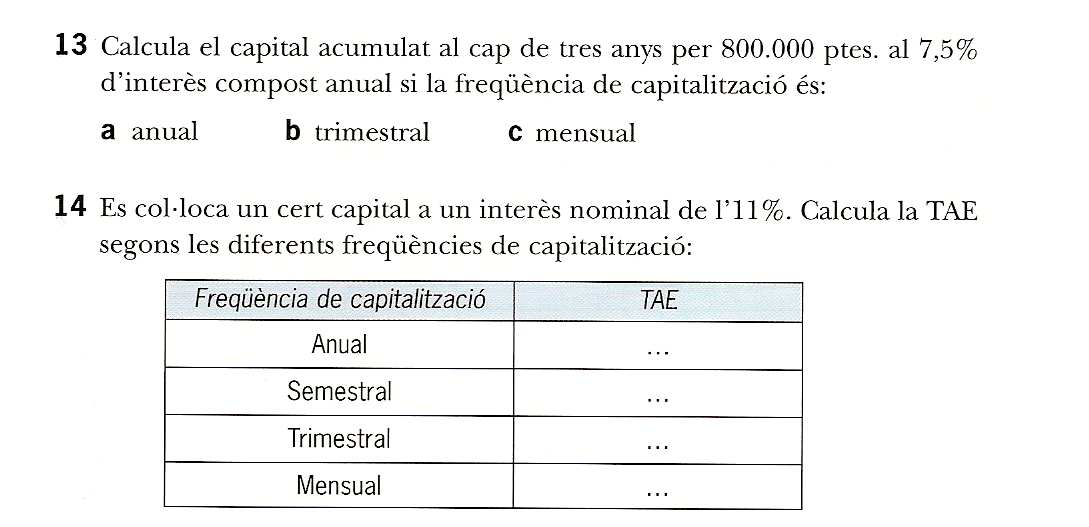 13 Calcula el capital acumulat al cap de tres anys per 800.000 ptes. al 7,5%
d'interès compost anual si la freqüència de capitalització és:
a anual b trimestral c mensual
14 Es col·loca un cert capital a un interès nominal de l'11%. Calcula la TAE
segons les diferents freqüències de capitalització:
Freqüència de capitalització TAE
Anual ...
Semestral ...
Trimestral ...
Mensual ...